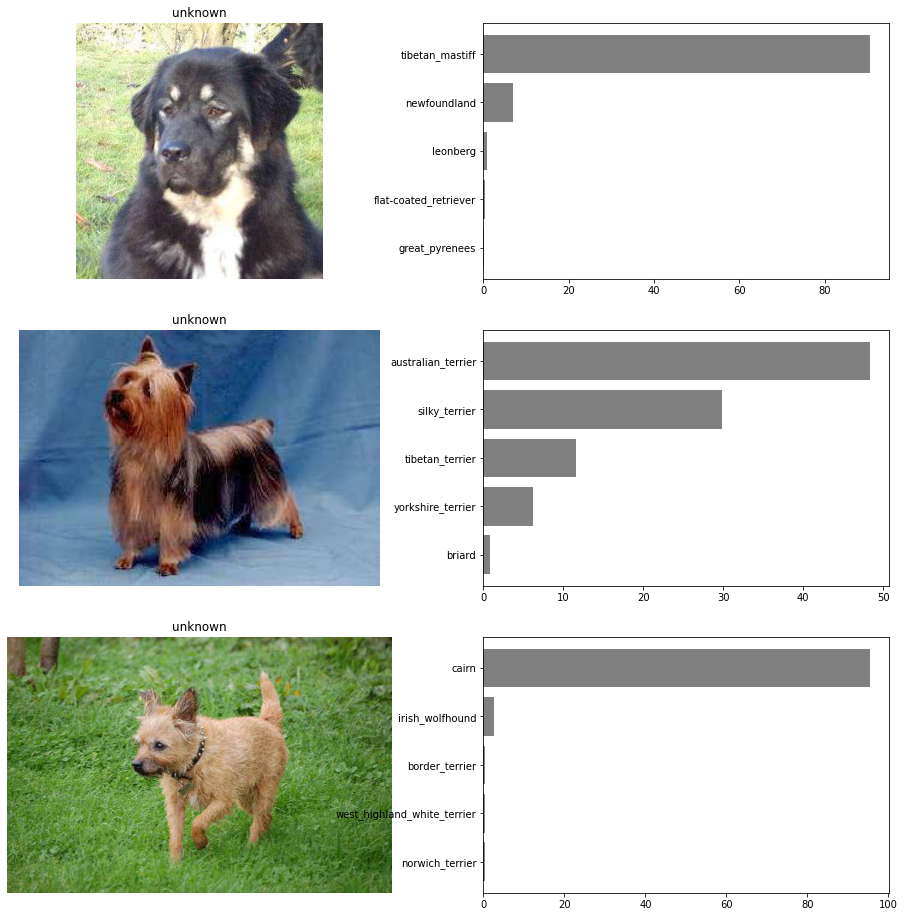 unknown
tibetan_mastiff
newfoundland
leonberg
flat-coated_retriever
great_pyrenees
0 20 40 60 80
unknown
australian_terrier
silky_terrier
tibetan_terrier
yorkshire_terrier
briard
0 10 20 30 40 50
unknown
cairn
irish_wolfhound
border_terrier
west_highland_white_terrier
norwich_terrier
0 20 40 60 80 100